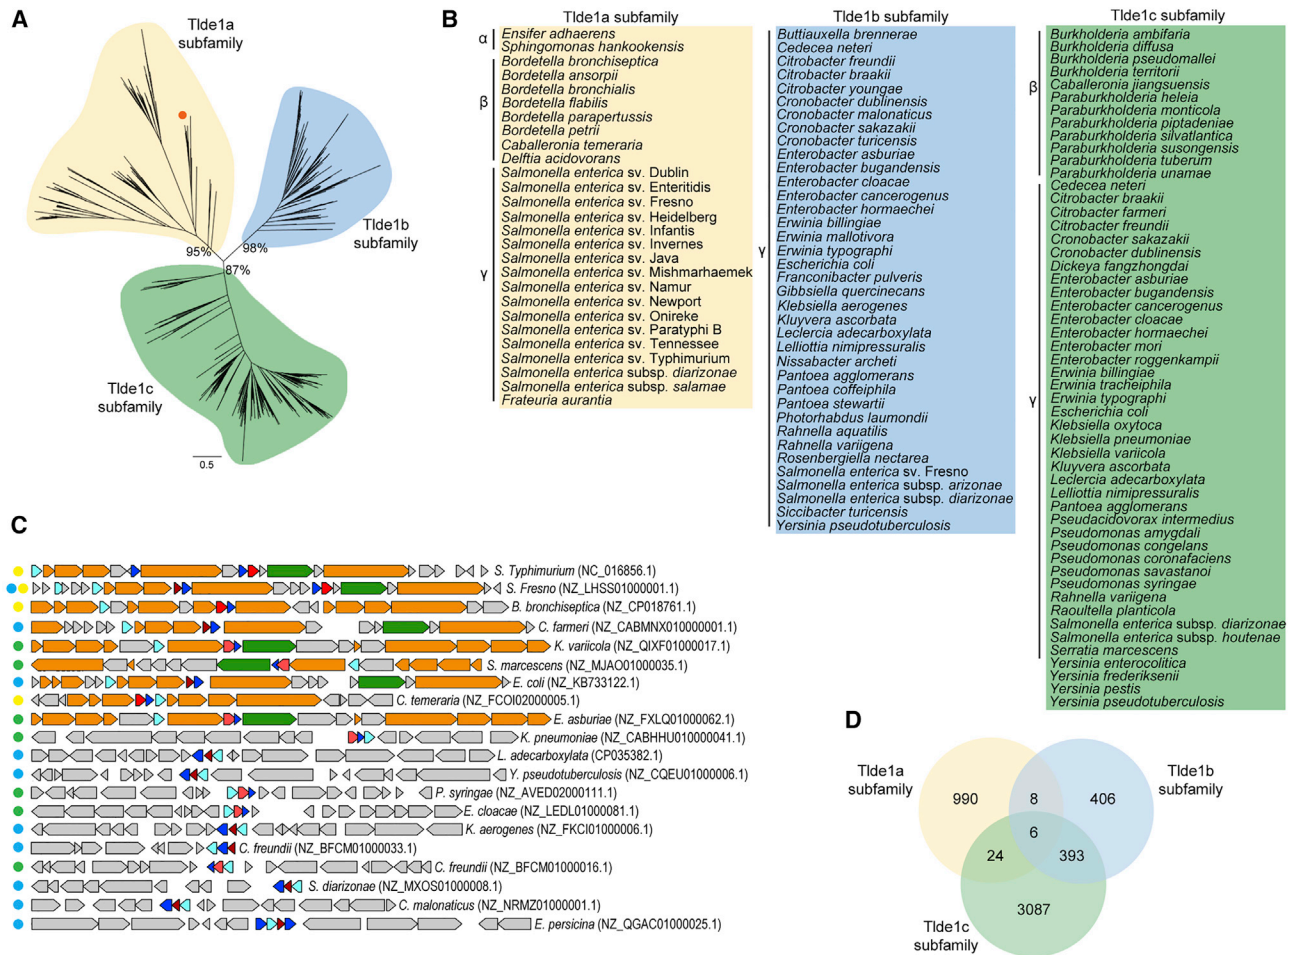 A
Tlde1a
subfamily
Tlde1b
subfamily
95%
98%
87%
Tlde1c
subfamily
0.5
B
Tlde1a subfamily
α
Ensifer adhaerens
Sphingomonas hankookensis
β
Bordetella bronchiseptica
Bordetella ansorpii
Bordetella bronchialis
Bordetella flabilis
Bordetella parapertussis
Bordetella petrii
Caballeronia temeraria
Delftia acidovorans
γ
Salmonella enterica sv. Dublin
Salmonella enterica sv. Enteritidis
Salmonella enterica sv. Fresno
Salmonella enterica sv. Heidelberg
Salmonella enterica sv. Infantis
Salmonella enterica sv. Invernes
Salmonella enterica sv. Java
Salmonella enterica sv. Mishmarhaemek
Salmonella enterica sv. Namur
Salmonella enterica sv. Newport
Salmonella enterica sv. Onireke
Salmonella enterica sv. Paratyphi B
Salmonella enterica sv. Tennessee
Salmonella enterica sv. Typhimurium
Salmonella enterica subsp. diarizonae
Salmonella enterica subsp. salamae
Frateuria aurantia
Tlde1b subfamily
γ
Buttiauxella brennerae
Cedecea neteri
Citrobacter freundii
Citrobacter braakii
Citrobacter youngae
Cronobacter dublinensis
Cronobacter malonaticus
Cronobacter sakazakii
Cronobacter turicensis
Enterobacter asburiae
Enterobacter bugandensis
Enterobacter cloacae
Enterobacter cancerogenus
Enterobacter hormaechei
Erwinia billingiae
Erwinia mallotivora
Erwinia typographi
Escherichia coli
Franconibacter pulveris
Gibbsiella quercinecans
Klebsiella aerogenes
Kluyvera ascorbata
Leclercia adecarboxylata
Lelliottia nimipressuralis
Nissabacter archeti
Pantoea agglomerans
Pantoea coffeiphila
Pantoea stewartii
Photorhabdus laumondii
Rahnella aquatilis
Rahnella variigena
Rosenbergiella nectarea
Salmonella enterica sv. Fresno
Salmonella enterica subsp. arizonae
Salmonella enterica subsp. diarizonae
Siccibacter turicensis
Yersinia pseudotuberculosis
Tlde1c subfamily
β
Burkholderia ambifaria
Burkholderia diffusa
Burkholderia pseudomallei
Burkholderia territorii
Caballeronia jiangsuensis
Paraburkholderia heleia
Paraburkholderia monticola
Paraburkholderia piptadeniae
Paraburkholderia silvatlantica
Paraburkholderia susongensis
Paraburkholderia tuberum
Paraburkholderia unamae
γ
Cedecea neteri
Citrobacter braakii
Citrobacter farmeri
Citrobacter freundii
Cronobacter sakazakii
Cronobacter dublinensis
Dickeya fangzhongdai
Enterobacter asburiae
Enterobacter bugandensis
Enterobacter cancerogenus
Enterobacter cloacae
Enterobacter hormaechei
Enterobacter mori
Enterobacter roggenkampii
Erwinia billingiae
Erwinia tracheiphila
Erwinia typographi
Escherichia coli
Klebsiella oxytoca
Klebsiella pneumoniae
Klebsiella variicola
Kluyvera ascorbata
Leclercia adecarboxylata
Lelliottia nimipressuralis
Pantoea agglomerans
Pseudacidovorax intermedius
Pseudomonas amygdali
Pseudomonas congelans
Pseudomonas coronafaciens
Pseudomonas savastanoi
Pseudomonas syringae
Rahnella variigena
Raoultella planticola
Salmonella enterica subsp. diarizonae
Salmonella enterica subsp. houtenae
Serratia marcescens
Yersinia enterocolitica
Yersinia frederiksenii
Yersinia pestis
Yersinia pseudotuberculosis
C
S. Typhimurium (NC_016856.1)
S. Fresno (NZ_LHSS01000001.1)
B. bronchiseptica (NZ_CP018761.1)
C. farmeri (NZ_CABMNX010000001.1)
K. variicola (NZ_QIXF01000017.1)
S. marcescens (NZ_MJAO01000035.1)
E. coli (NZ_KB733122.1)
C. temeraria (NZ_FCOI02000005.1)
E. asburiae (NZ_FXLQ01000062.1)
K. pneumoniae (NZ_CABHHU010000041.1)
L. adecarboxylata (CP035382.1)
Y. pseudotuberculosis (NZ_CQEU01000006.1)
P. syringae (NZ_AVED02000111.1)
E. cloacae (NZ_LEDL01000081.1)
K. aerogenes (NZ_FKCI01000006.1)
C. freundii (NZ_BFCM01000033.1)
C. freundii (NZ_BFCM01000016.1)
S. diarizonae (NZ_MXOS01000008.1)
C. malonaticus (NZ_NRMZ01000001.1)
E. persicina (NZ_QGAC01000025.1)
D
Tlde1a
subfamily
Tlde1b
subfamily
990
8
406
6
24
393
3087
Tlde1c
subfamily